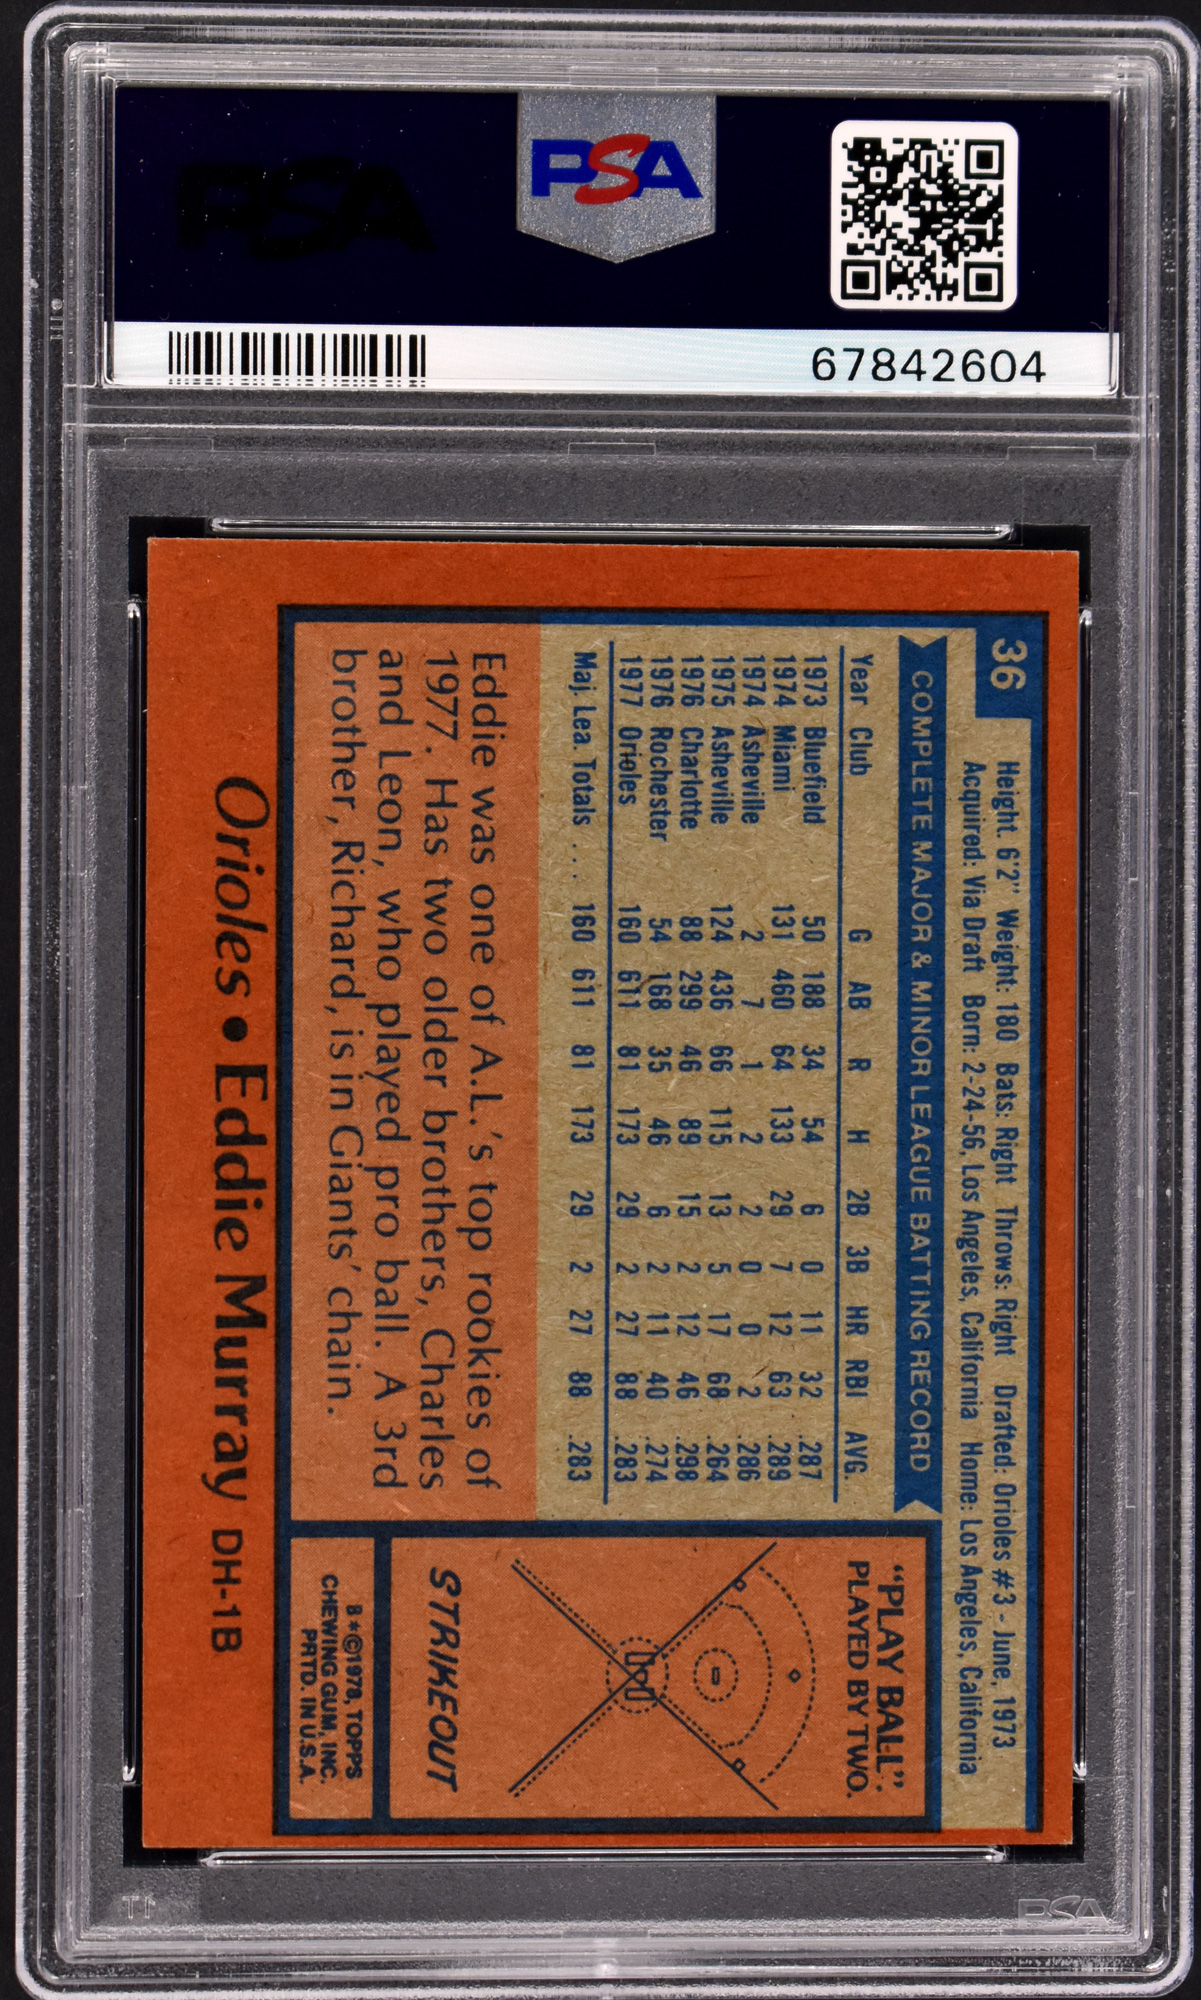 PSA
PSA
67842604
36
Height: 6'2" Weight: 180 Bats: Right Throws: Right Drafted: Orioles #3 - June, 1973
Acquired: Via Draft Born: 2-24-56, Los Angeles, California Home: Los Angeles, California
COMPLETE MAJOR & MINOR LEAGUE BATTING RECORD
Year Club G AB R H 2B 3B HR RBI AVG.
1973 Bluefield 50 188 34 54 6 0 11 32 .287
1974 Miami 131 460 64 133 29 7 12 63 .289
1974 Asheville 2 7 1 2 2 0 0 2 .286
1975 Asheville 124 436 66 115 13 5 17 68 .264
1976 Charlotte 88 299 46 89 15 2 12 46 .298
1976 Rochester 54 168 35 46 6 2 11 40 .274
1977 Orioles 160 611 81 173 29 2 27 88 .283
Maj. Lea. Totals ... 160 611 81 173 29 2 27 88 .283
Eddie was one of A.L.'s top rookies of
1977. Has two older brothers, Charles
and Leon, who played pro ball. A 3rd
brother, Richard, is in Giants' chain.
"PLAY BALL"
PLAYED BY TWO.
STRIKEOUT
B*©1978, TOPPS
CHEWING GUM, INC.
PRTD. IN U.S.A.
Orioles • Eddie Murray DH-1B
PSA